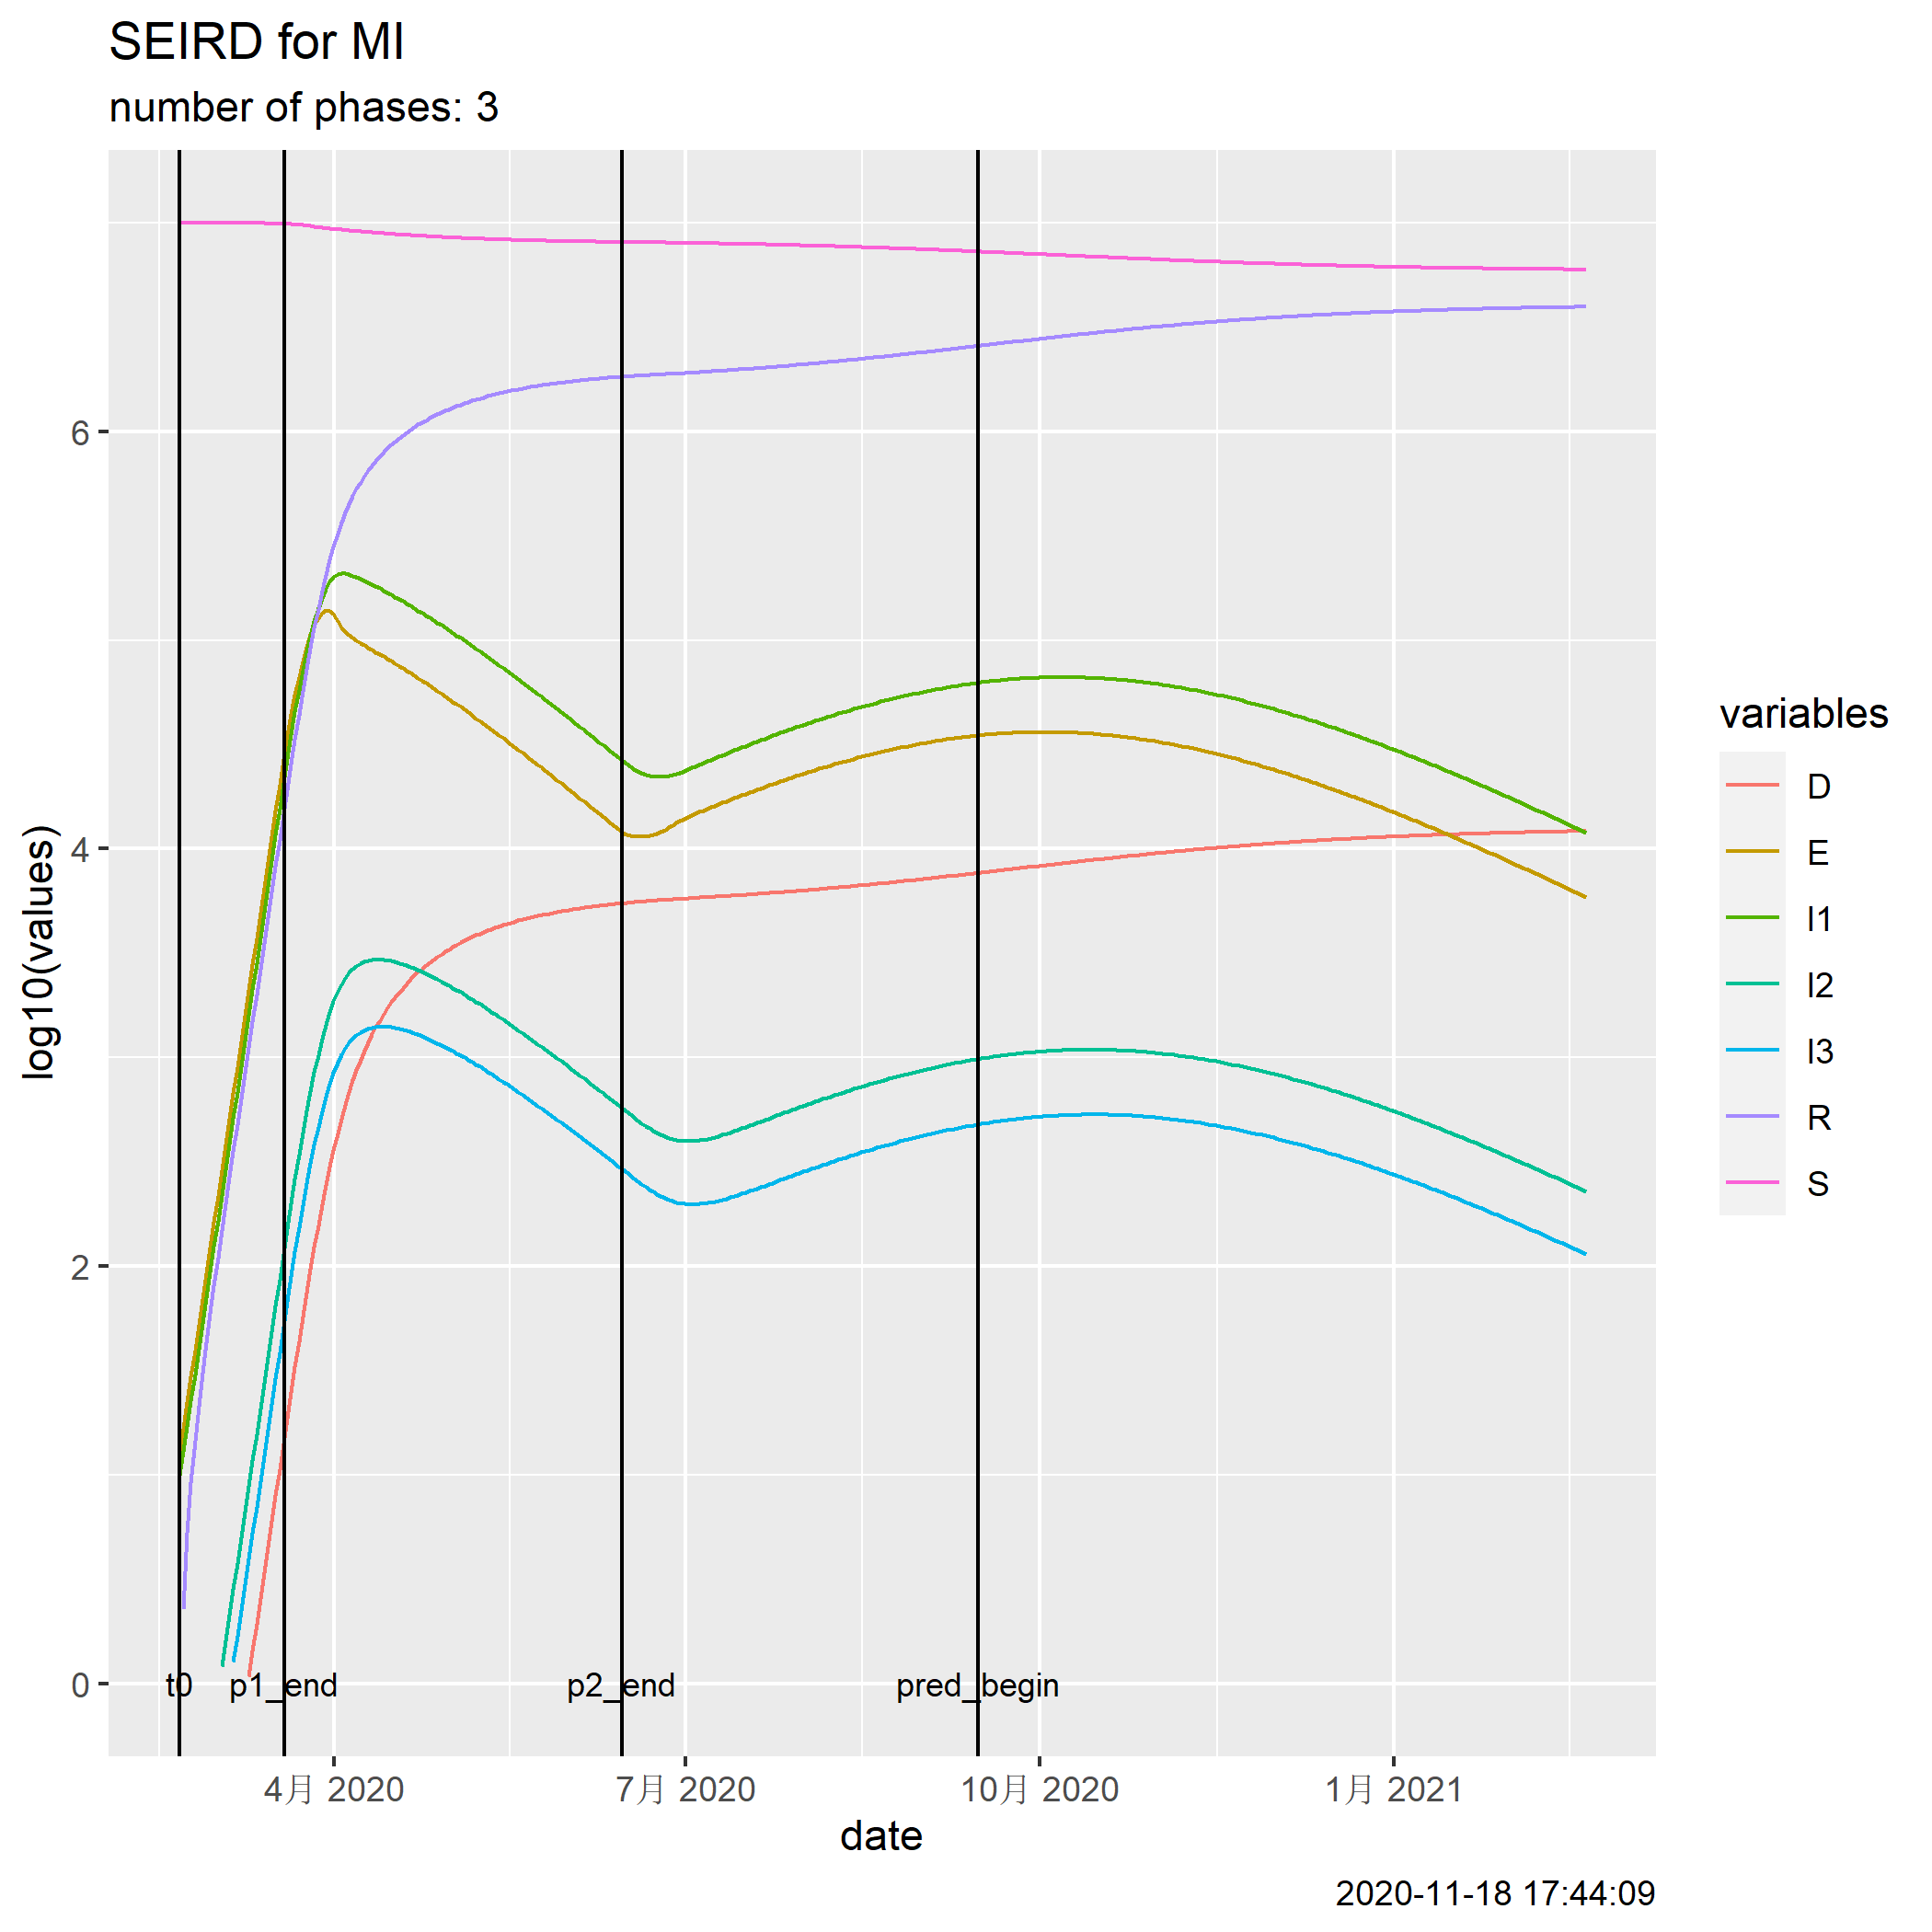 SEIRD for MI
number of phases: 3
log10(values)
6
4
2
0
t0 p1_end p2_end pred_begin
4月 2020 7月 2020 10月 2020 1月 2021
date
variables
D
E
I1
I2
I3
R
S
2020-11-18 17:44:09